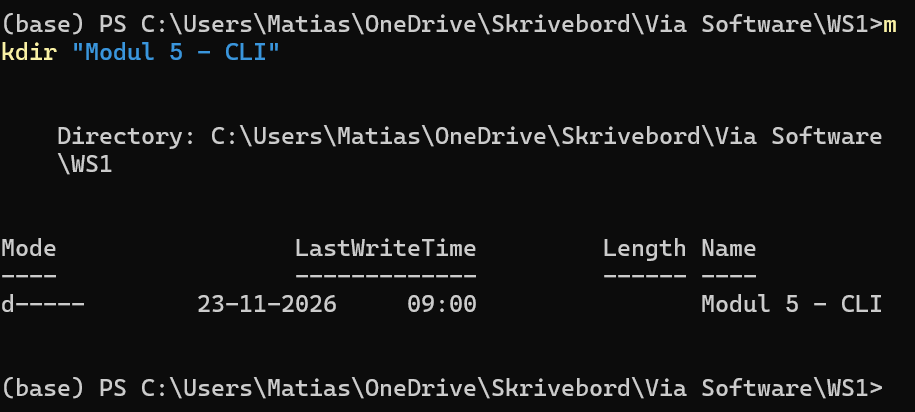 (base) PS C:\Users\Matias\OneDrive\Skrivebord\Via Software\WS1>m
kdir "Modul 5 - CLI"
Directory: C:\Users\Matias\OneDrive\Skrivebord\Via Software
\WS1
Mode                 LastWriteTime         Length Name
----                 -------------         ------ ----
d-----        23-11-2026     09:00                Modul 5 - CLI
(base) PS C:\Users\Matias\OneDrive\Skrivebord\Via Software\WS1>